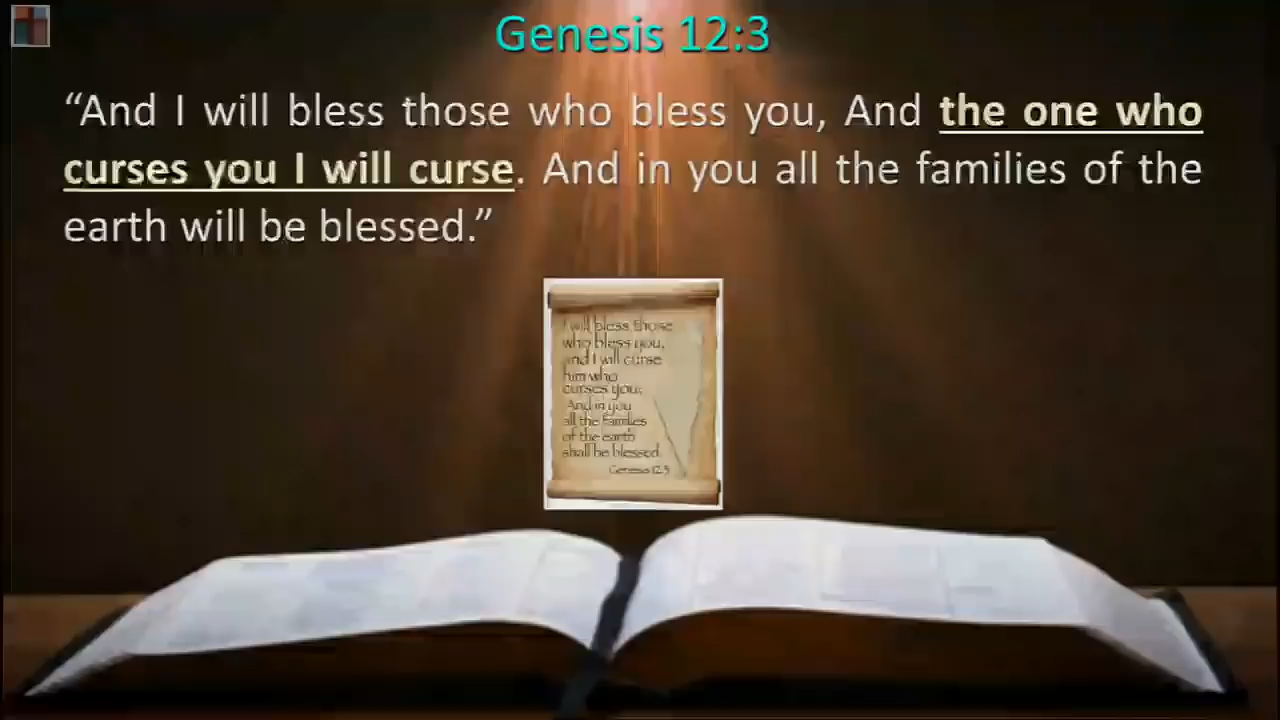 Genesis 12:3
“And I will bless those who bless you, And the one who
curses you I will curse. And in you all the families of the
earth will be blessed.”
I will bless those
who bless you,
and I will curse
him who
curses you;
And in you
all the families
of the earth
shall be blessed.
Genesis 12:3